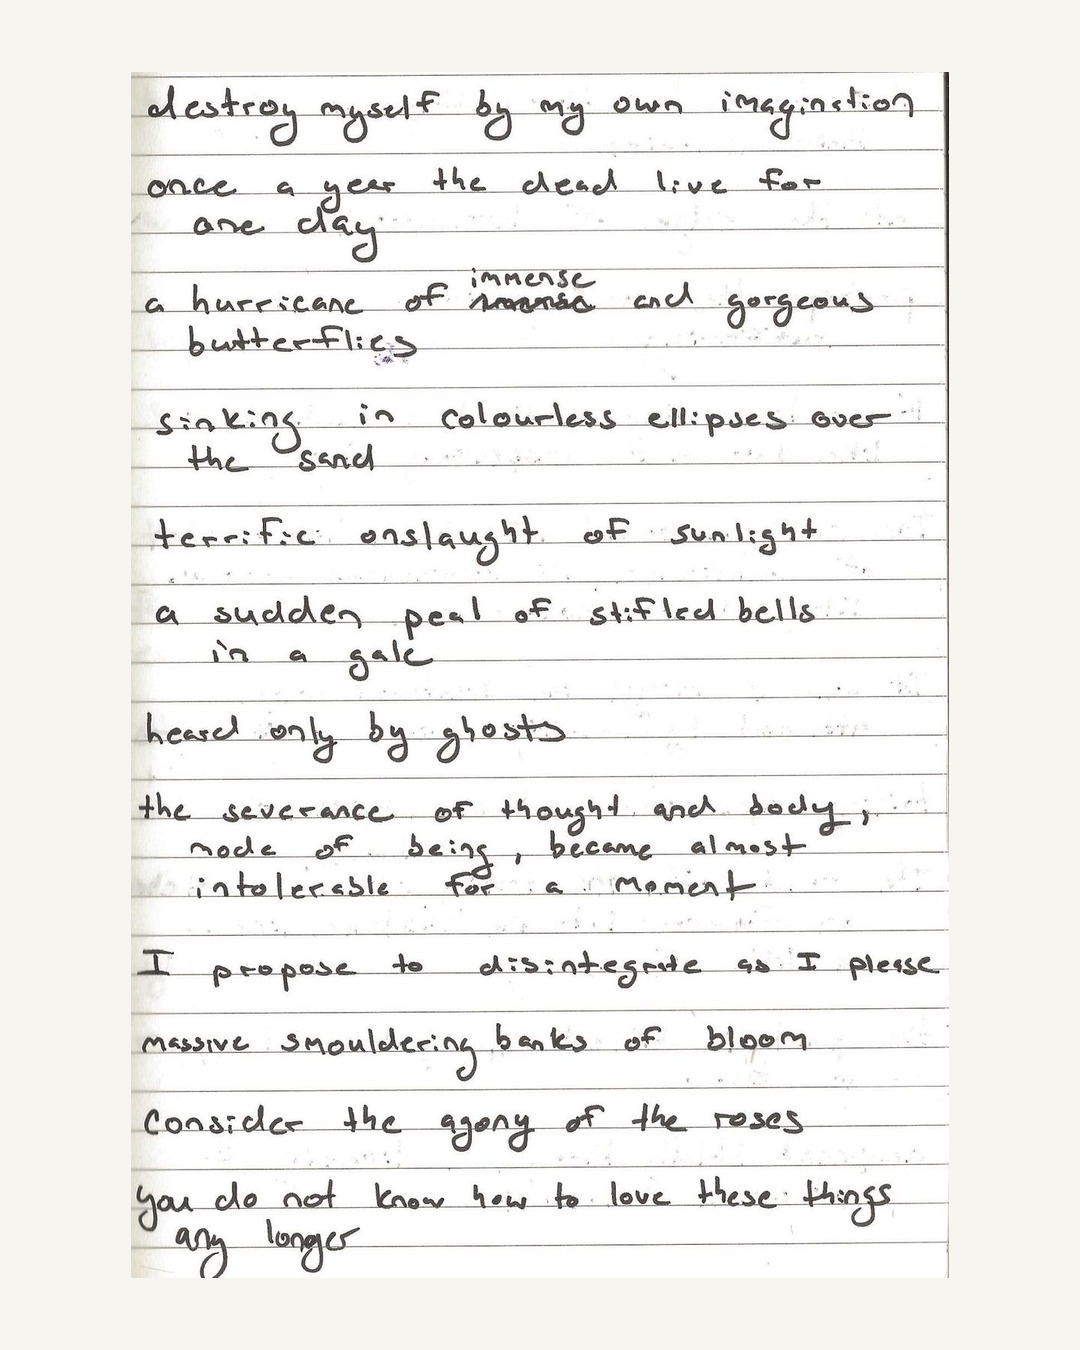 destroy myself by my own imagination
once a year the dead live for
one day
immense
a hurricane of and gorgeous
butterflies
sinking in colourless ellipses over
the sand
terrific onslaught of sunlight
a sudden peal of stifled bells
in a gale
heard only by ghosts
the severance of thought and body,
mode of being, became almost
intolerable for a moment
I propose to disintegrate as I please
massive smouldering banks of bloom
Consider the agony of the roses
you do not know how to love these things
any longer